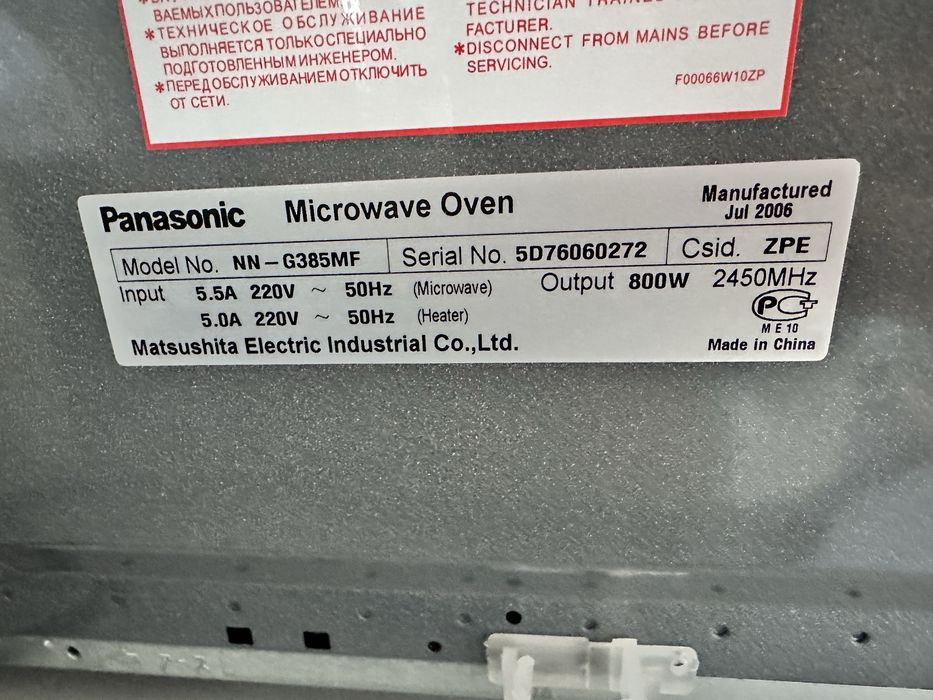 ВАЕМЫХ ПОЛЬЗОВАТЕЛЕМ.
*ТЕХНИЧЕСКОЕ ОБСЛУЖИВАНИЕ
ВЫПОЛНЯЕТСЯ ТОЛЬКО СПЕЦИАЛЬНО
ПОДГОТОВЛЕННЫМ ИНЖЕНЕРОМ.
*ПЕРЕД ОБСЛУЖИВАНИЕМ ОТКЛЮЧИТЬ
ОТ СЕТИ.
TECHNICIAN
FACTURER.
*DISCONNECT FROM MAINS BEFORE
SERVICING.
F00066W10ZP
Panasonic Microwave Oven
Manufactured
Jul 2006
Model No. NN-G385MF Serial No. 5D76060272 Csid. ZPE
Input 5.5A 220V ~ 50Hz (Microwave) Output 800W 2450MHz
5.0A 220V ~ 50Hz (Heater)
РСТ
ME10
Matsushita Electric Industrial Co.,Ltd.
Made in China